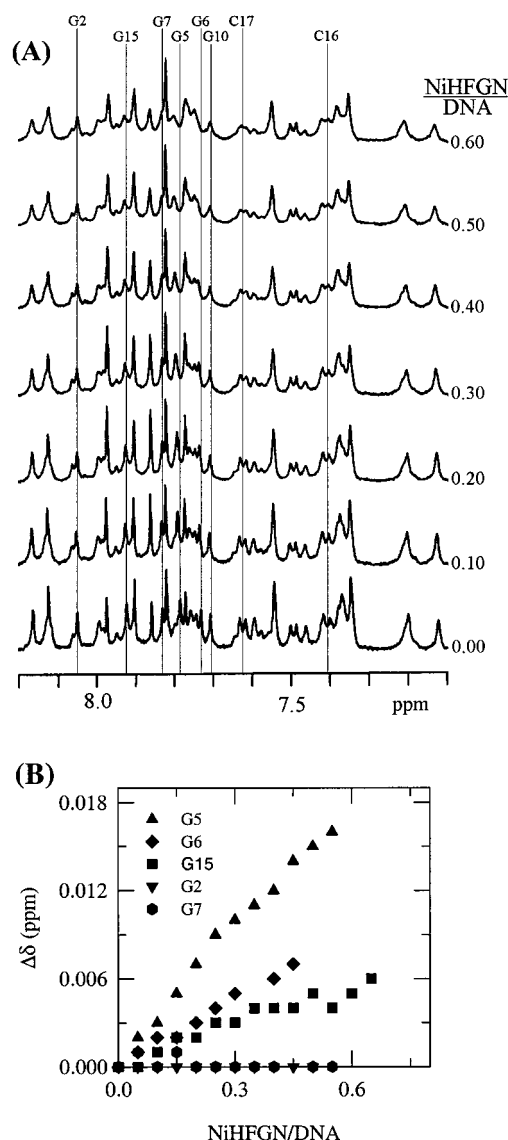 G2 G15 G7 G5 G6 G10 C17 C16
(A)
NiHFGN
DNA
0.60
0.50
0.40
0.30
0.20
0.10
0.00
8.0 7.5 ppm
(B)
0.018
0.012
0.006
0.000
Δδ (ppm)
G5
G6
G15
G2
G7
0.0 0.3 0.6
NiHFGN/DNA